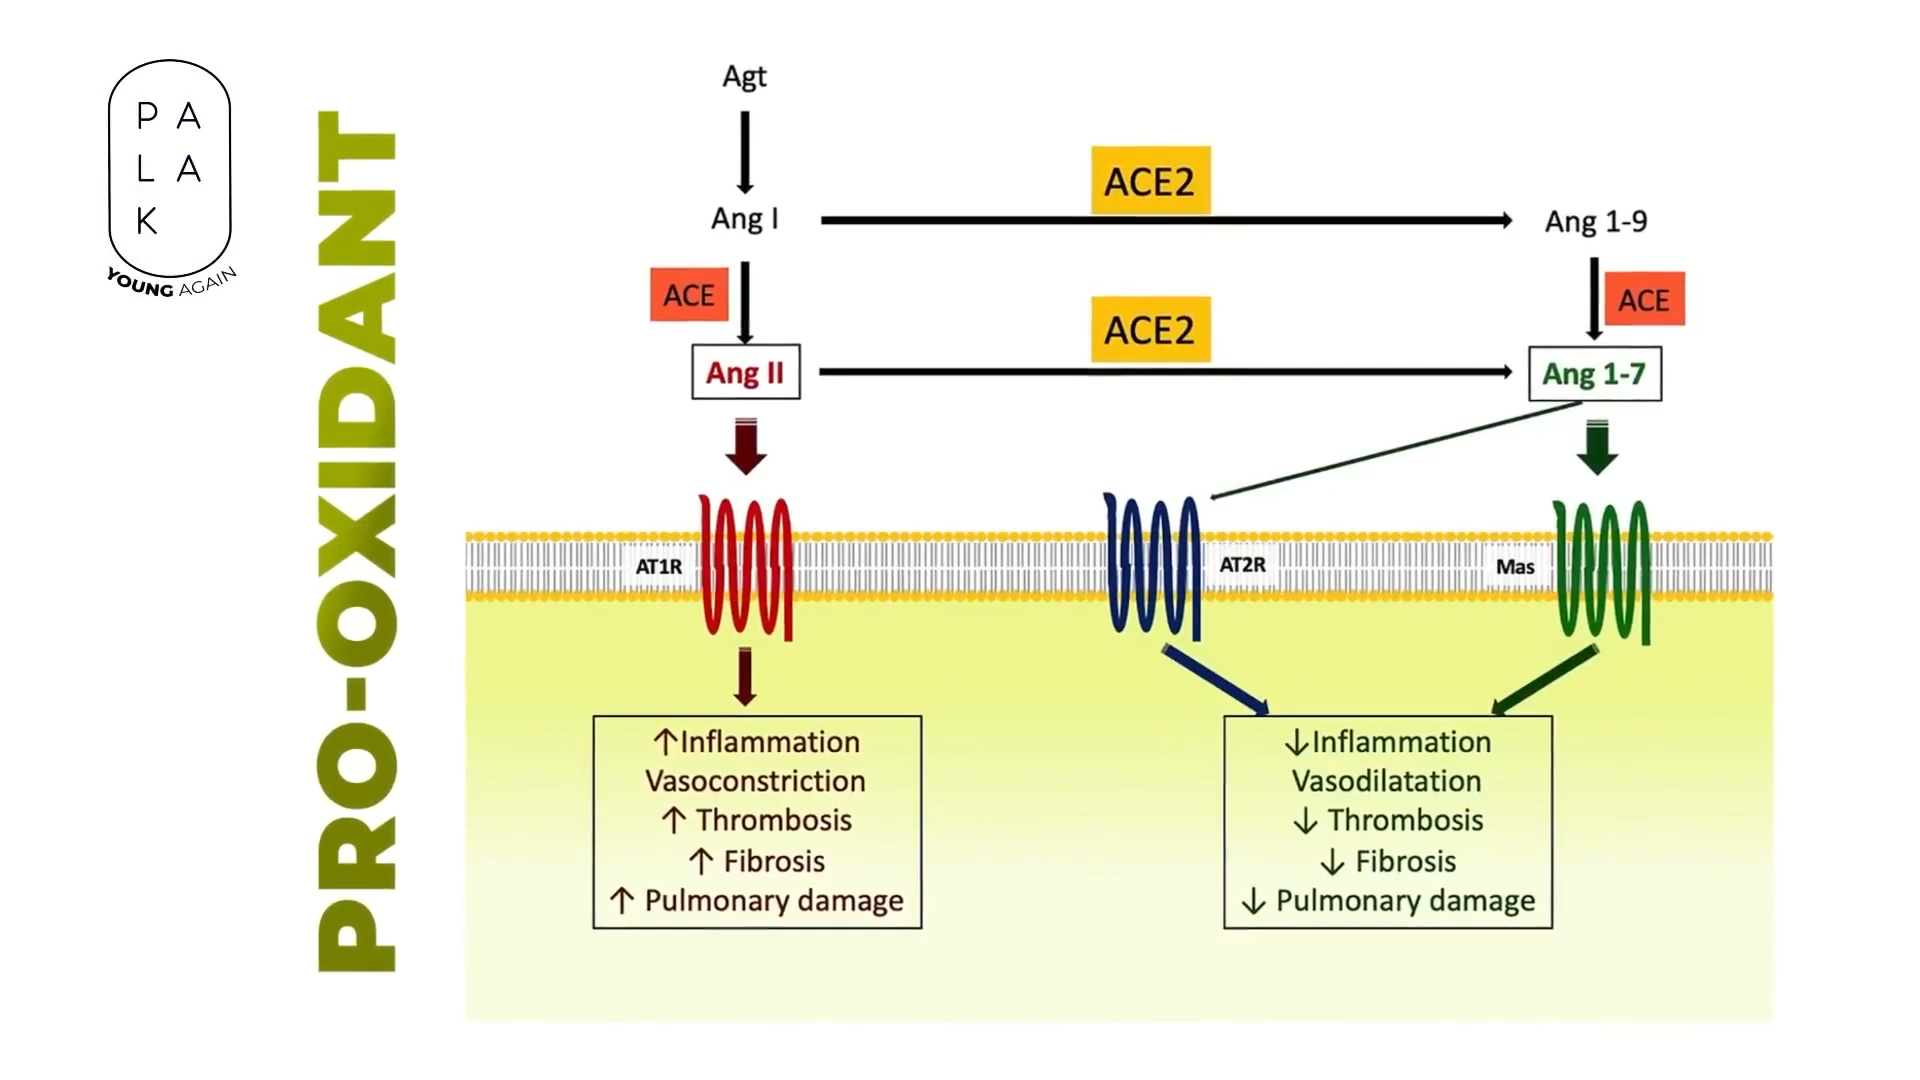 P A
L A
K
YOUNG AGAIN
PRO-OXIDANT
Agt
ACE2
Ang I
Ang 1-9
ACE
ACE
ACE2
Ang II
Ang 1-7
AT1R
AT2R
Mas
↑Inflammation
Vasoconstriction
↑ Thrombosis
↑ Fibrosis
↑ Pulmonary damage
↓Inflammation
Vasodilatation
↓ Thrombosis
↓ Fibrosis
↓ Pulmonary damage